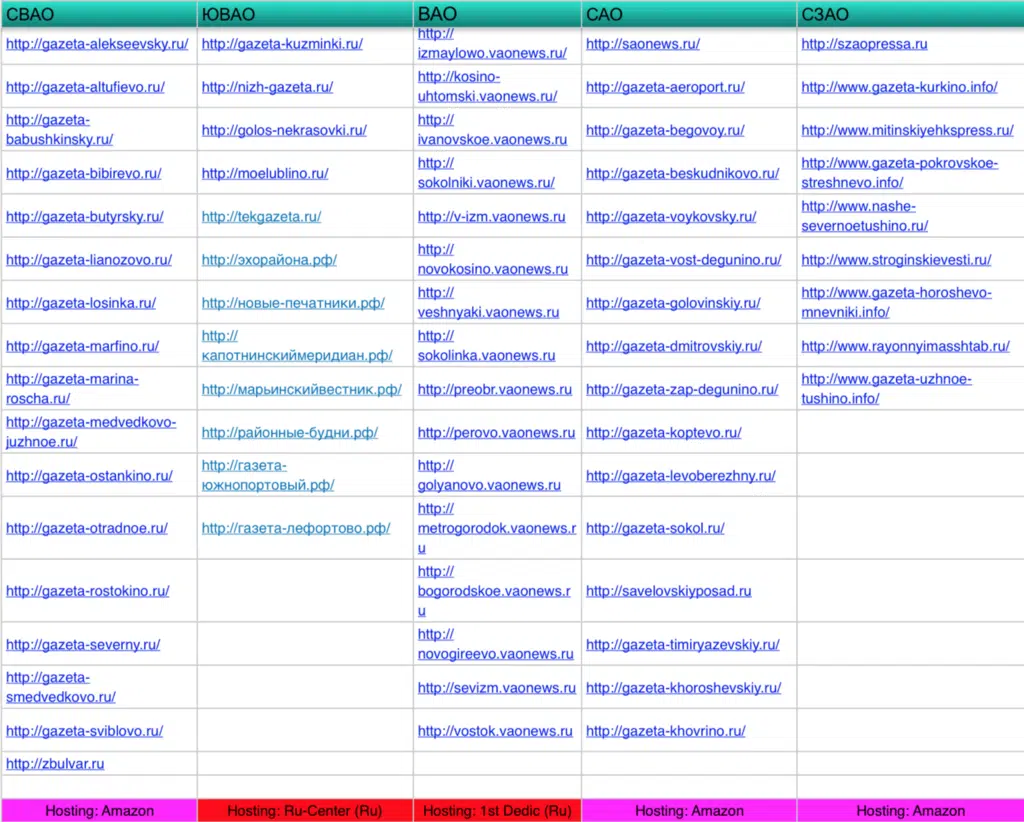 СВАО
ЮВАО
ВАО
САО
СЗАО
http://gazeta-alekseevsky.ru/
http://gazeta-kuzminki.ru/
http://
izmaylowo.vaonews.ru/
http://saonews.ru/
http://szaopressa.ru
http://gazeta-altufievo.ru/
http://nizh-gazeta.ru/
http://kosino-
uhtomski.vaonews.ru/
http://gazeta-aeroport.ru/
http://www.gazeta-kurkino.info/
http://gazeta-
babushkinsky.ru/
http://golos-nekrasovki.ru/
http://
ivanovskoe.vaonews.ru
http://gazeta-begovoy.ru/
http://www.mitinskiyehkspress.ru/
http://gazeta-bibirevo.ru/
http://moelublino.ru/
http://
sokolniki.vaonews.ru/
http://gazeta-beskudnikovo.ru/
http://www.gazeta-pokrovskoe-
streshnevo.info/
http://gazeta-butyrsky.ru/
http://tekgazeta.ru/
http://v-izm.vaonews.ru
http://gazeta-voykovsky.ru/
http://www.nashe-
severnoetushino.ru/
http://gazeta-lianozovo.ru/
http://эхорайона.рф/
http://
novokosino.vaonews.ru
http://gazeta-vost-degunino.ru/
http://www.stroginskievesti.ru/
http://gazeta-losinka.ru/
http://новые-печатники.рф/
http://
veshnyaki.vaonews.ru
http://gazeta-golovinskiy.ru/
http://www.gazeta-horoshevo-
mnevniki.info/
http://gazeta-marfino.ru/
http://
капотнинскиймеридиан.рф/
http://
sokolinka.vaonews.ru
http://gazeta-dmitrovskiy.ru/
http://www.rayonnyimasshtab.ru/
http://gazeta-marina-
roscha.ru/
http://марьинскийвестник.рф/
http://preobr.vaonews.ru
http://gazeta-zap-degunino.ru/
http://www.gazeta-uzhnoe-
tushino.info/
http://gazeta-medvedkovo-
juzhnoe.ru/
http://районные-будни.рф/
http://perovo.vaonews.ru
http://gazeta-koptevo.ru/
http://gazeta-ostankino.ru/
http://газета-
южнопортовый.рф/
http://
golyanovo.vaonews.ru
http://gazeta-levoberezhny.ru/
http://gazeta-otradnoe.ru/
http://газета-лефортово.рф/
http://
metrogorodok.vaonews.r
u
http://gazeta-sokol.ru/
http://gazeta-rostokino.ru/
http://
bogorodskoe.vaonews.r
u
http://savelovskiyposad.ru
http://gazeta-severny.ru/
http://
novogireevo.vaonews.ru
http://gazeta-timiryazevskiy.ru/
http://gazeta-
smedvedkovo.ru/
http://sevizm.vaonews.ru
http://gazeta-khoroshevskiy.ru/
http://gazeta-sviblovo.ru/
http://vostok.vaonews.ru
http://gazeta-khovrino.ru/
http://zbulvar.ru
Hosting: Amazon
Hosting: Ru-Center (Ru)
Hosting: 1st Dedic (Ru)
Hosting: Amazon
Hosting: Amazon